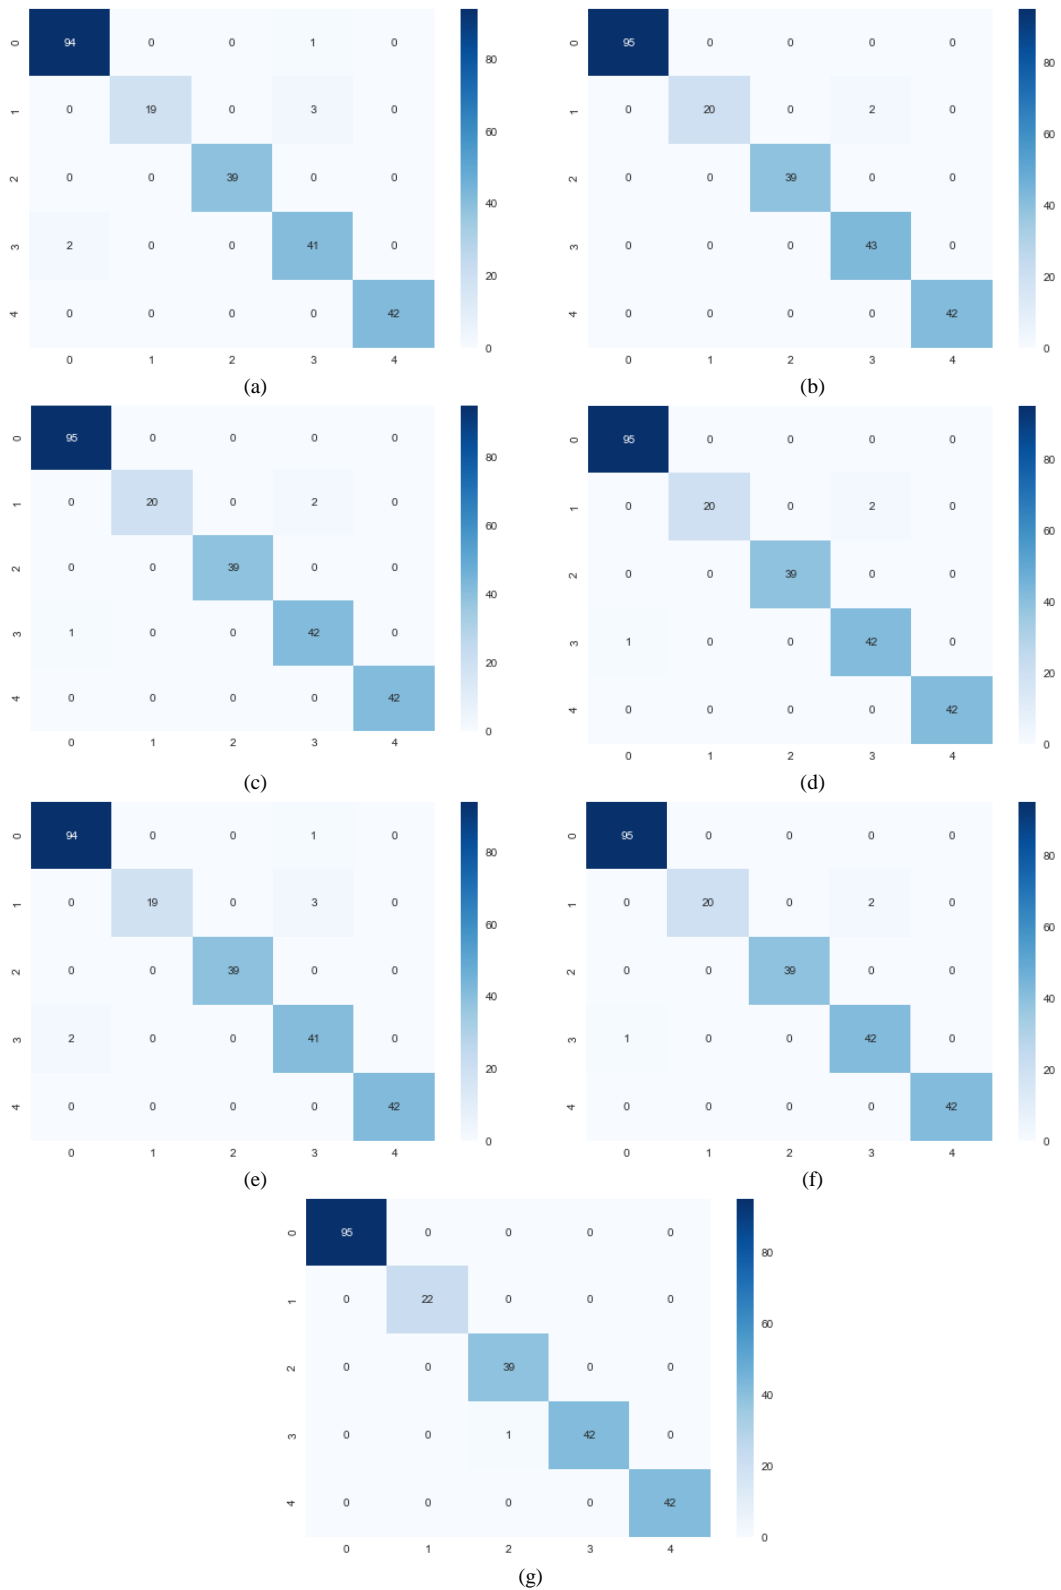 0 94 0 0 1 0 80
1 0 19 0 3 0 60
2 0 0 39 0 0 40
3 2 0 0 41 0 20
4 0 0 0 0 42 0
0 1 2 3 4
(a)
0 95 0 0 0 0 80
1 0 20 0 2 0 60
2 0 0 39 0 0 40
3 0 0 0 43 0 20
4 0 0 0 0 42 0
0 1 2 3 4
(b)
0 95 0 0 0 0 80
1 0 20 0 2 0 60
2 0 0 39 0 0 40
3 1 0 0 42 0 20
4 0 0 0 0 42 0
0 1 2 3 4
(c)
0 95 0 0 0 0 80
1 0 20 0 2 0 60
2 0 0 39 0 0 40
3 1 0 0 42 0 20
4 0 0 0 0 42 0
0 1 2 3 4
(d)
0 94 0 0 1 0 80
1 0 19 0 3 0 60
2 0 0 39 0 0 40
3 2 0 0 41 0 20
4 0 0 0 0 42 0
0 1 2 3 4
(e)
0 95 0 0 0 0 80
1 0 20 0 2 0 60
2 0 0 39 0 0 40
3 1 0 0 42 0 20
4 0 0 0 0 42 0
0 1 2 3 4
(f)
0 95 0 0 0 0 80
1 0 22 0 0 0 60
2 0 0 39 0 0 40
3 0 0 1 42 0 20
4 0 0 0 0 42 0
0 1 2 3 4
(g)